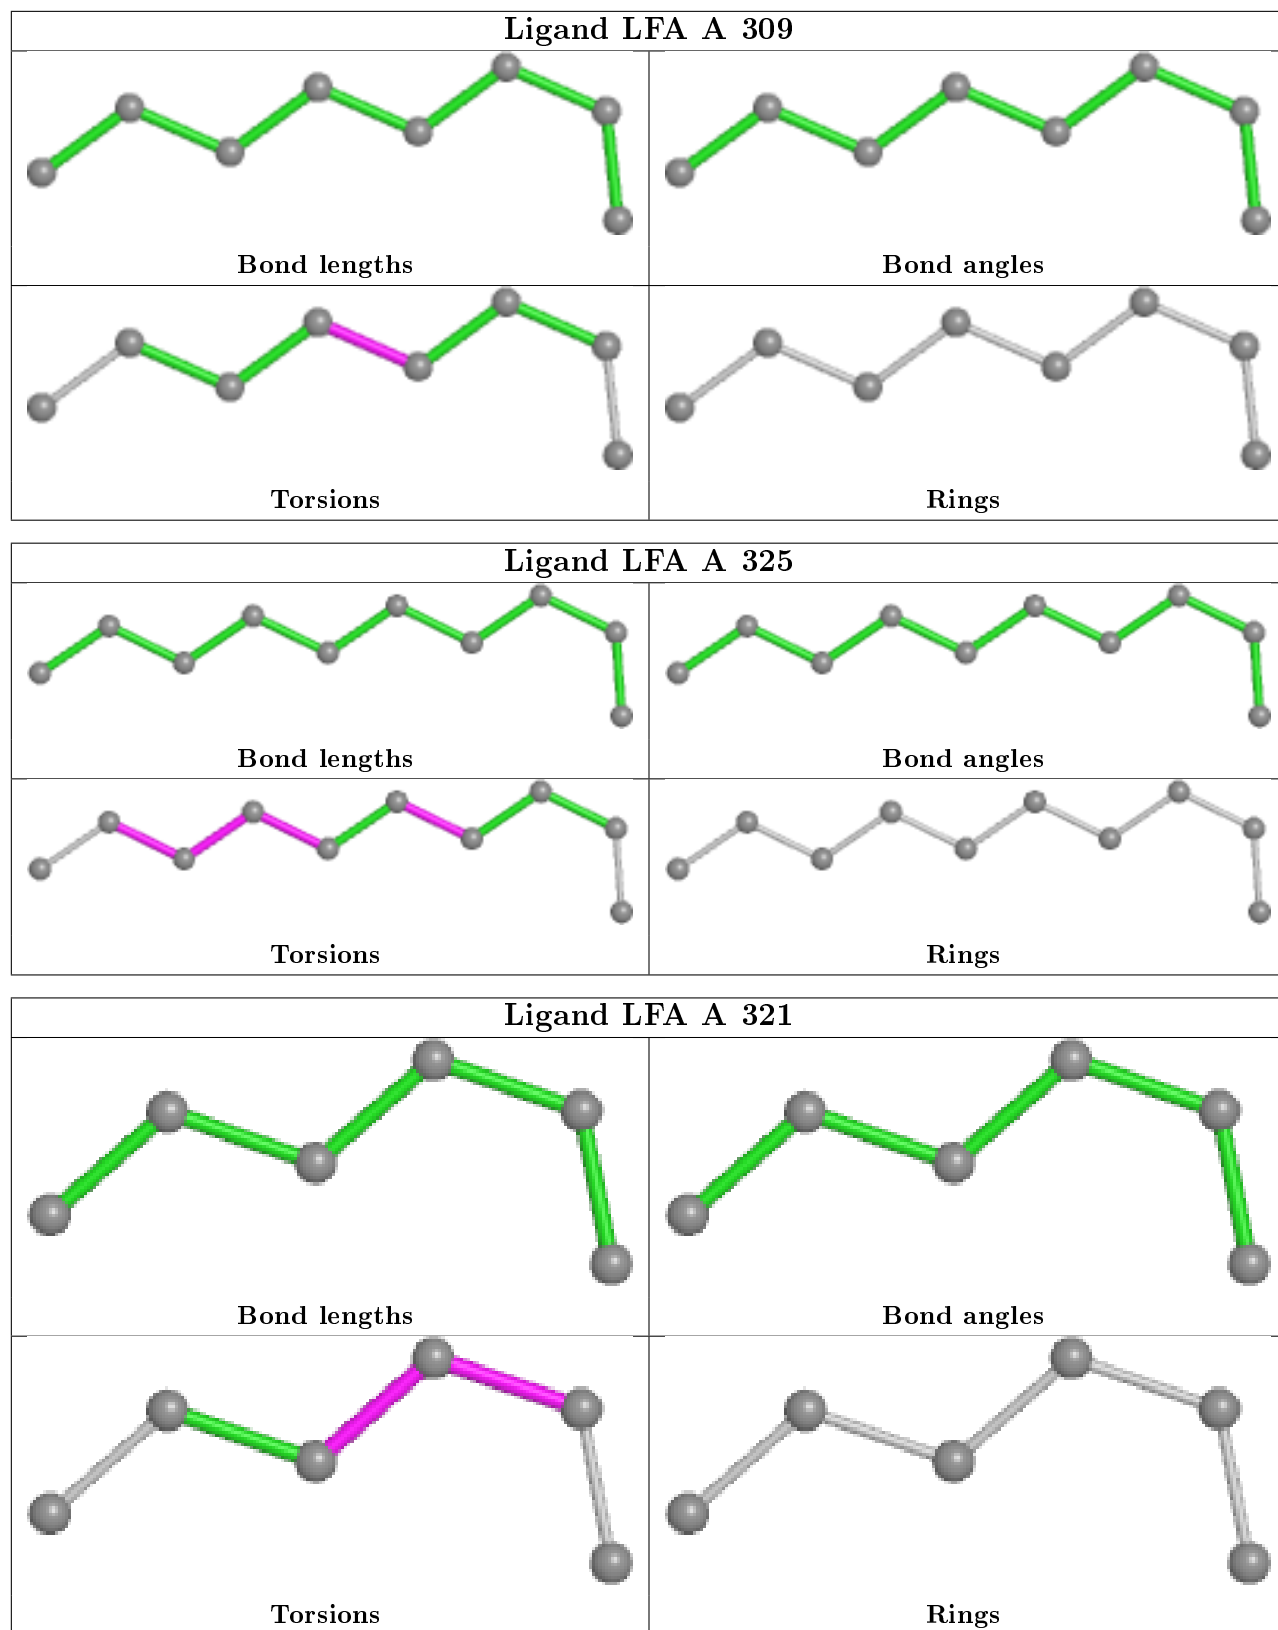 Ligand LFA A 309
Bond lengths
Bond angles
Torsions
Rings
Ligand LFA A 325
Bond lengths
Bond angles
Torsions
Rings
Ligand LFA A 321
Bond lengths
Bond angles
Torsions
Rings